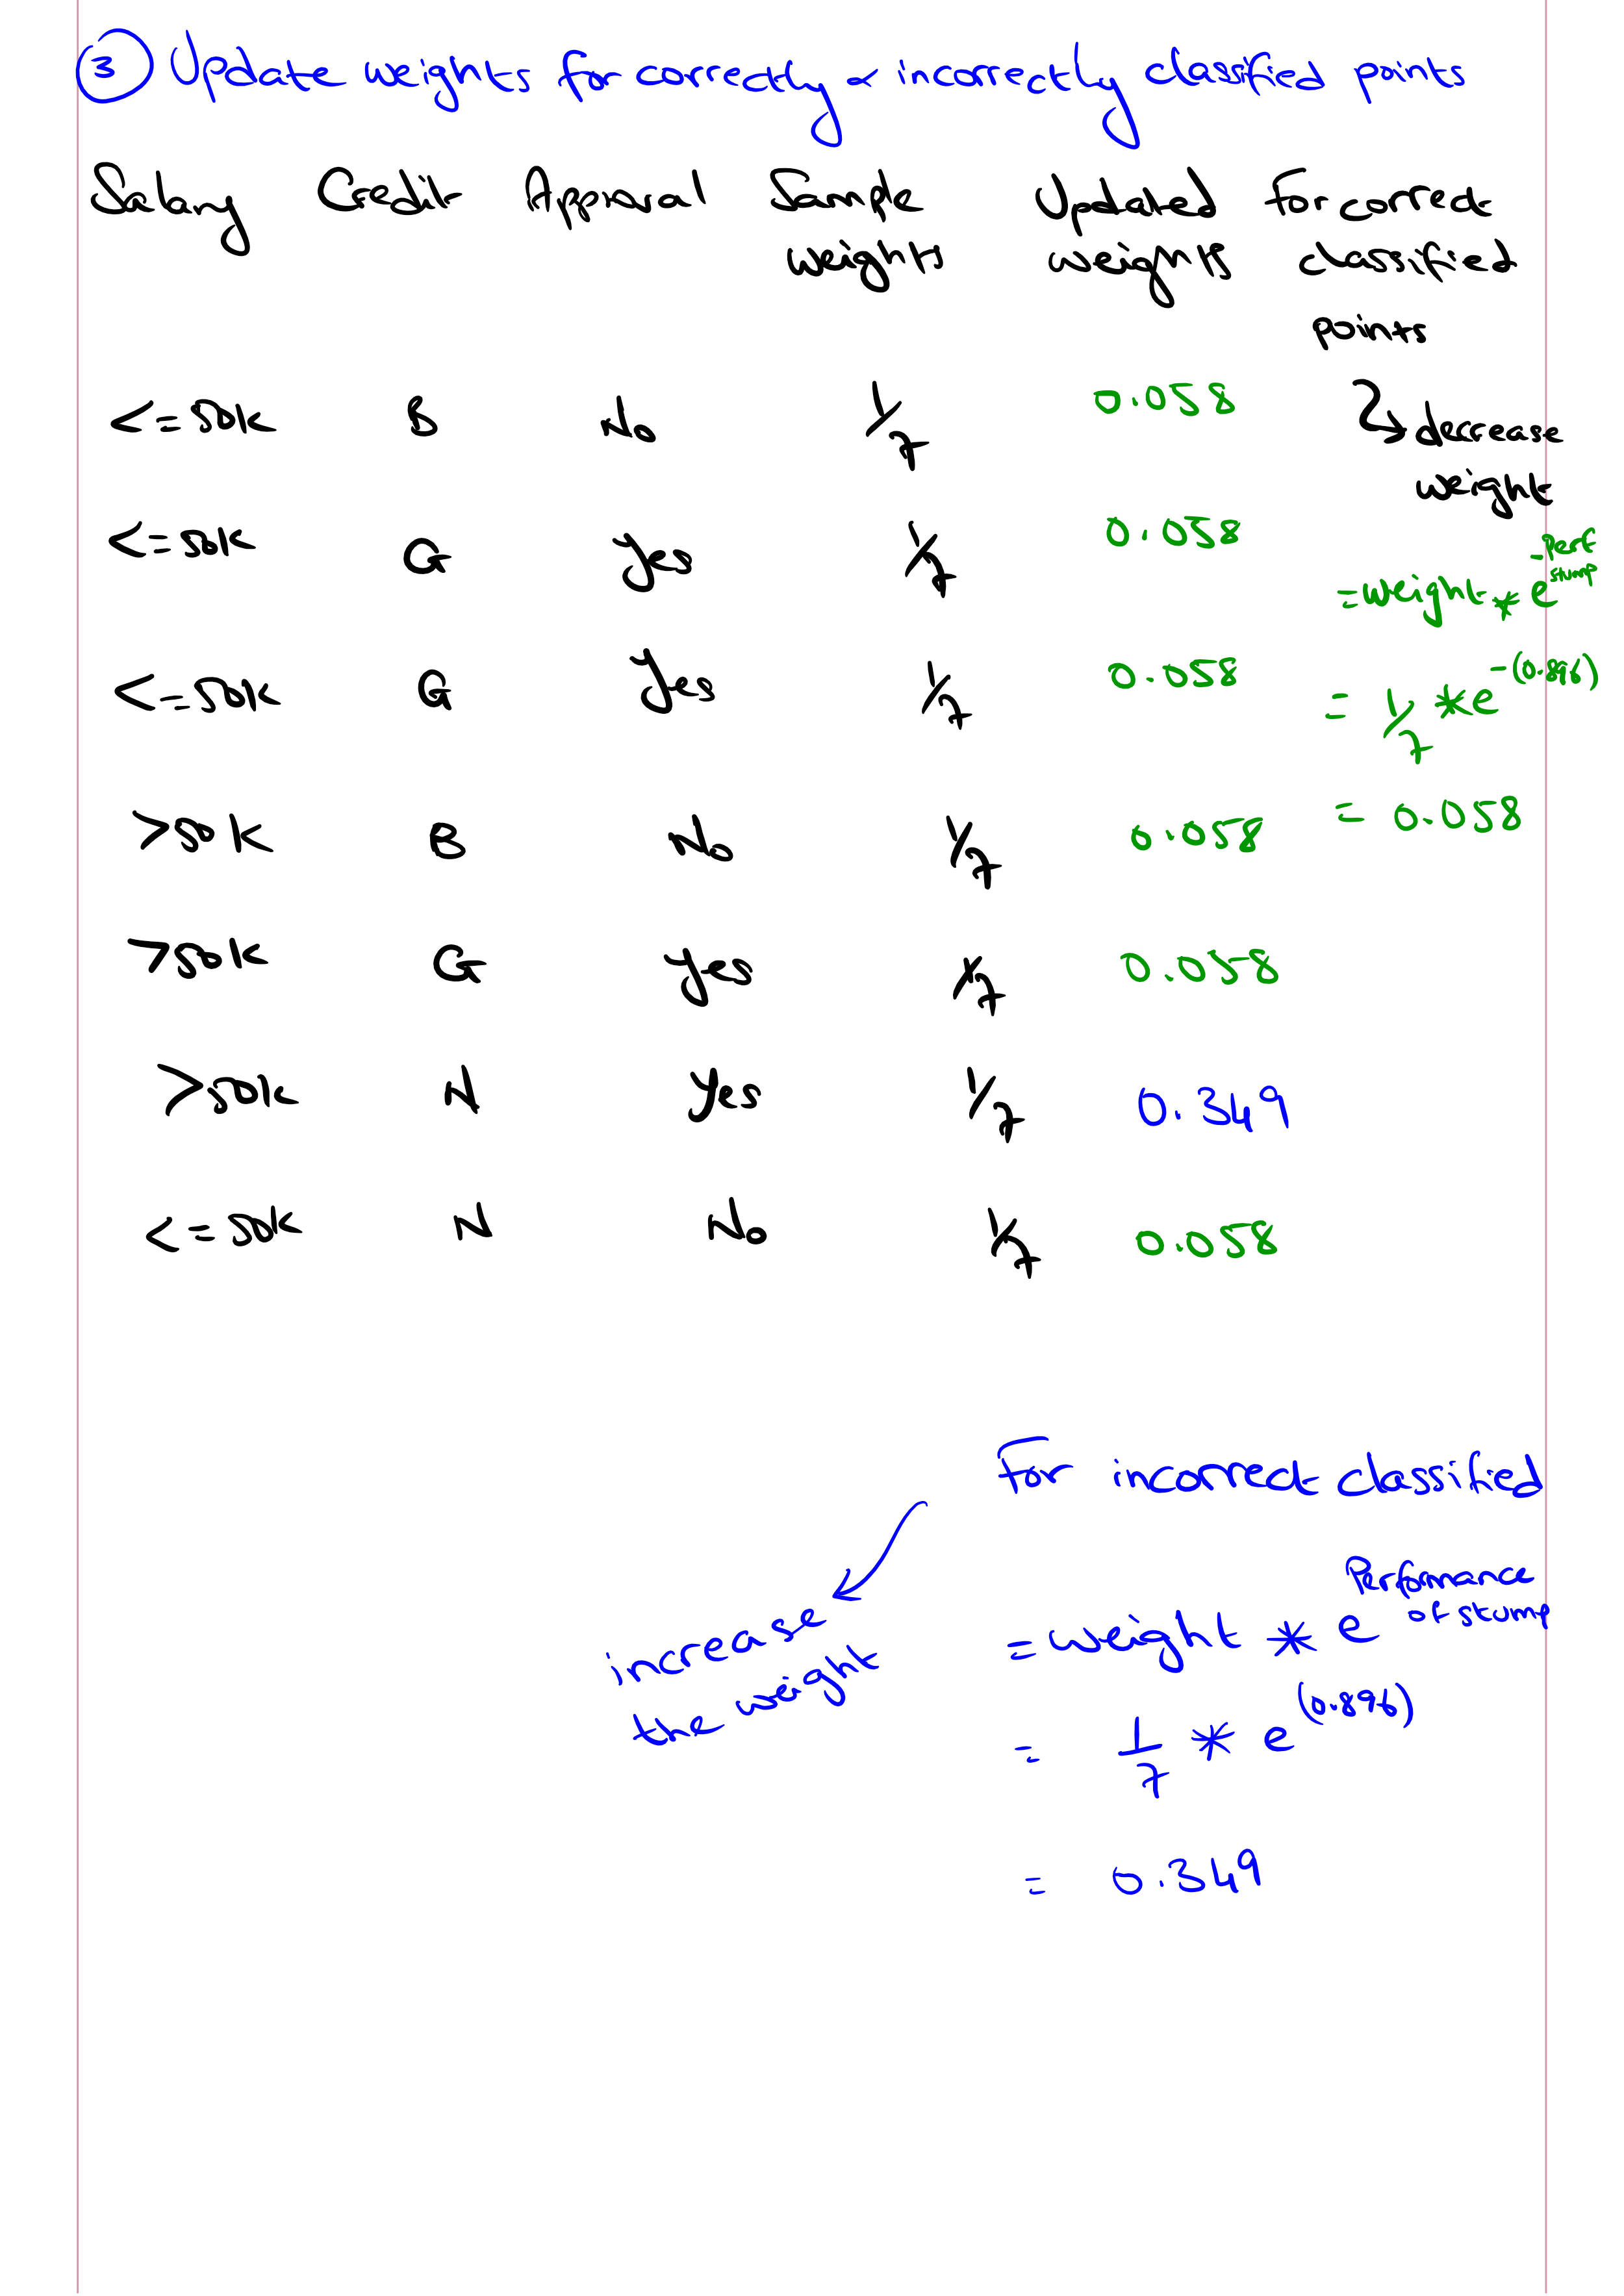 ③ Update weights for correctly & incorrectly classified points
Salary Credit Approval Sample weights Updated weights For correct classified points
<=50k B No 1/7 0.058
decrease weight
<=50k G Yes 1/7 0.058
=weight * e^-perf stump
<=50k G Yes 1/7 0.058
= 1/7 * e^-(0.896)
>50k B No 1/7 0.058
= 0.058
>50k G Yes 1/7 0.058
>50k N Yes 1/7 0.349
<=50k N No 1/7 0.058
For incorrect classified
increase
the weight
=weight * e^Performance of stump
= 1/7 * e^(0.896)
= 0.349